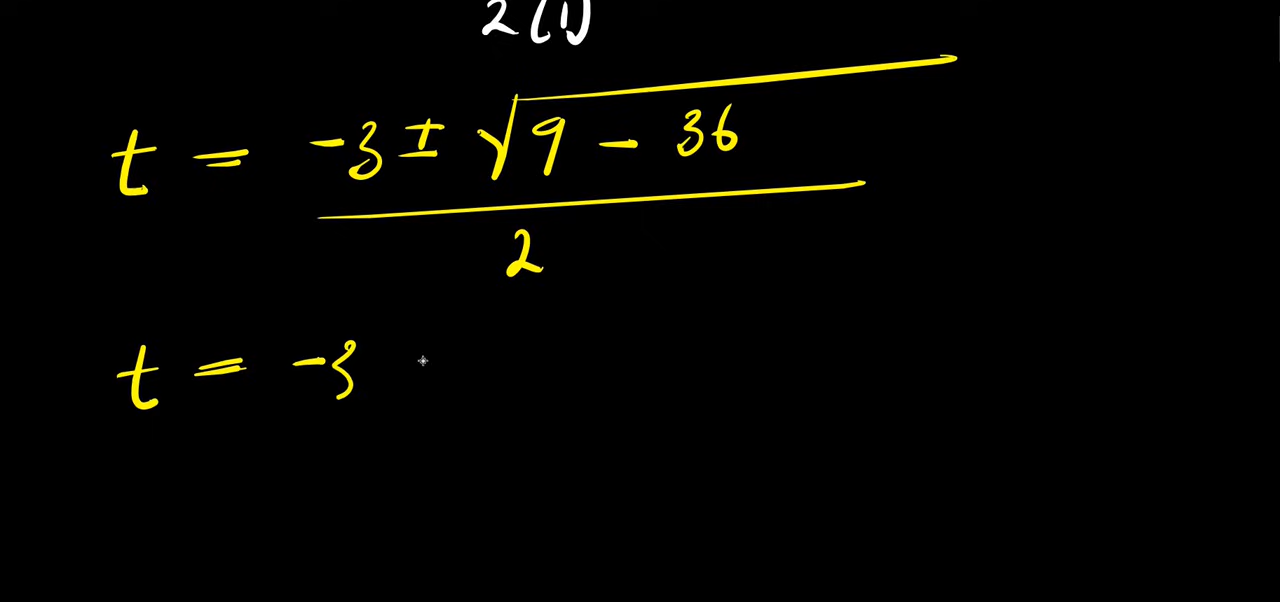 2(1)
t = -3 ± √9 - 36
2
t = -3